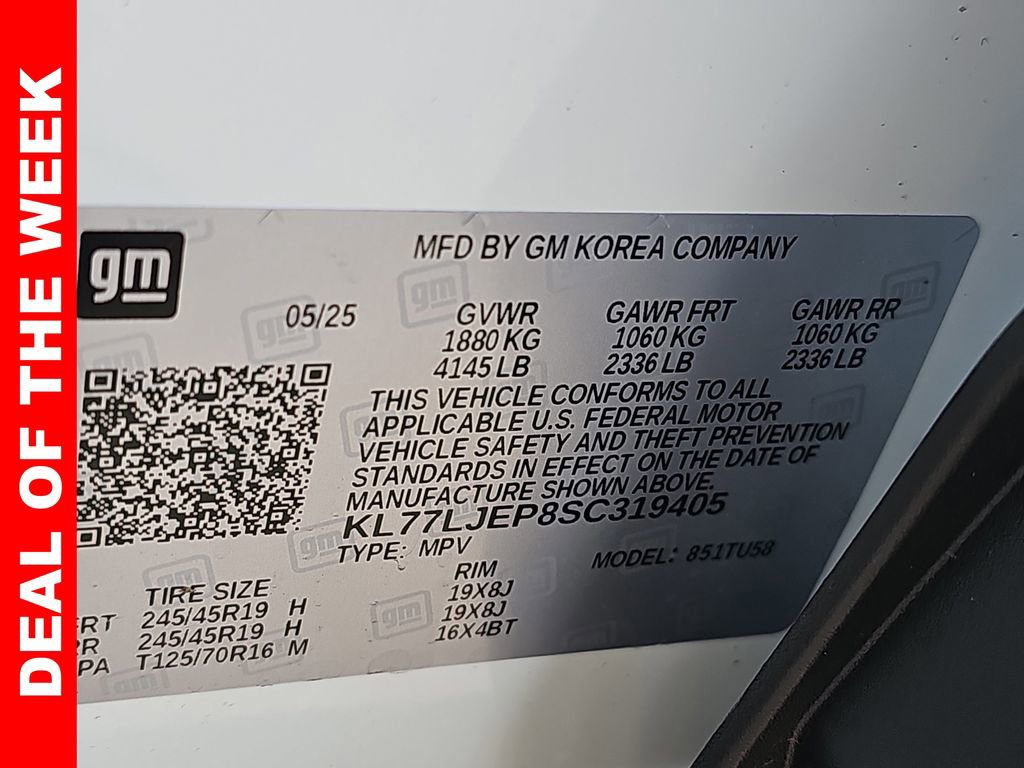 DEAL OF THE WEEK
gm
MFD BY GM KOREA COMPANY
05/25
GVWR GAWR FRT GAWR RR
1880 KG 1060 KG 1060 KG
4145 LB 2336 LB 2336 LB
THIS VEHICLE CONFORMS TO ALL
APPLICABLE U.S. FEDERAL MOTOR
VEHICLE SAFETY AND THEFT PREVENTION
STANDARDS IN EFFECT ON THE DATE OF
MANUFACTURE SHOWN ABOVE.
KL77LJEP8SC319405
TYPE: MPV MODEL: 851TU58
TIRE SIZE RIM
FRT 245/45R19 H 19X8J
RR 245/45R19 H 19X8J
PA T125/70R16 M 16X4BT